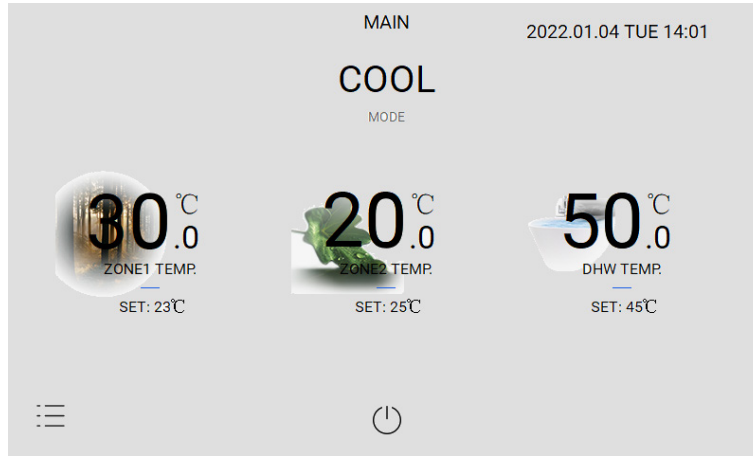 MAIN
2022.01.04 TUE 14:01
COOL
MODE
30.0℃
20.0℃
50.0℃
ZONE1 TEMP.
ZONE2 TEMP.
DHW TEMP.
SET: 23℃
SET: 25℃
SET: 45℃